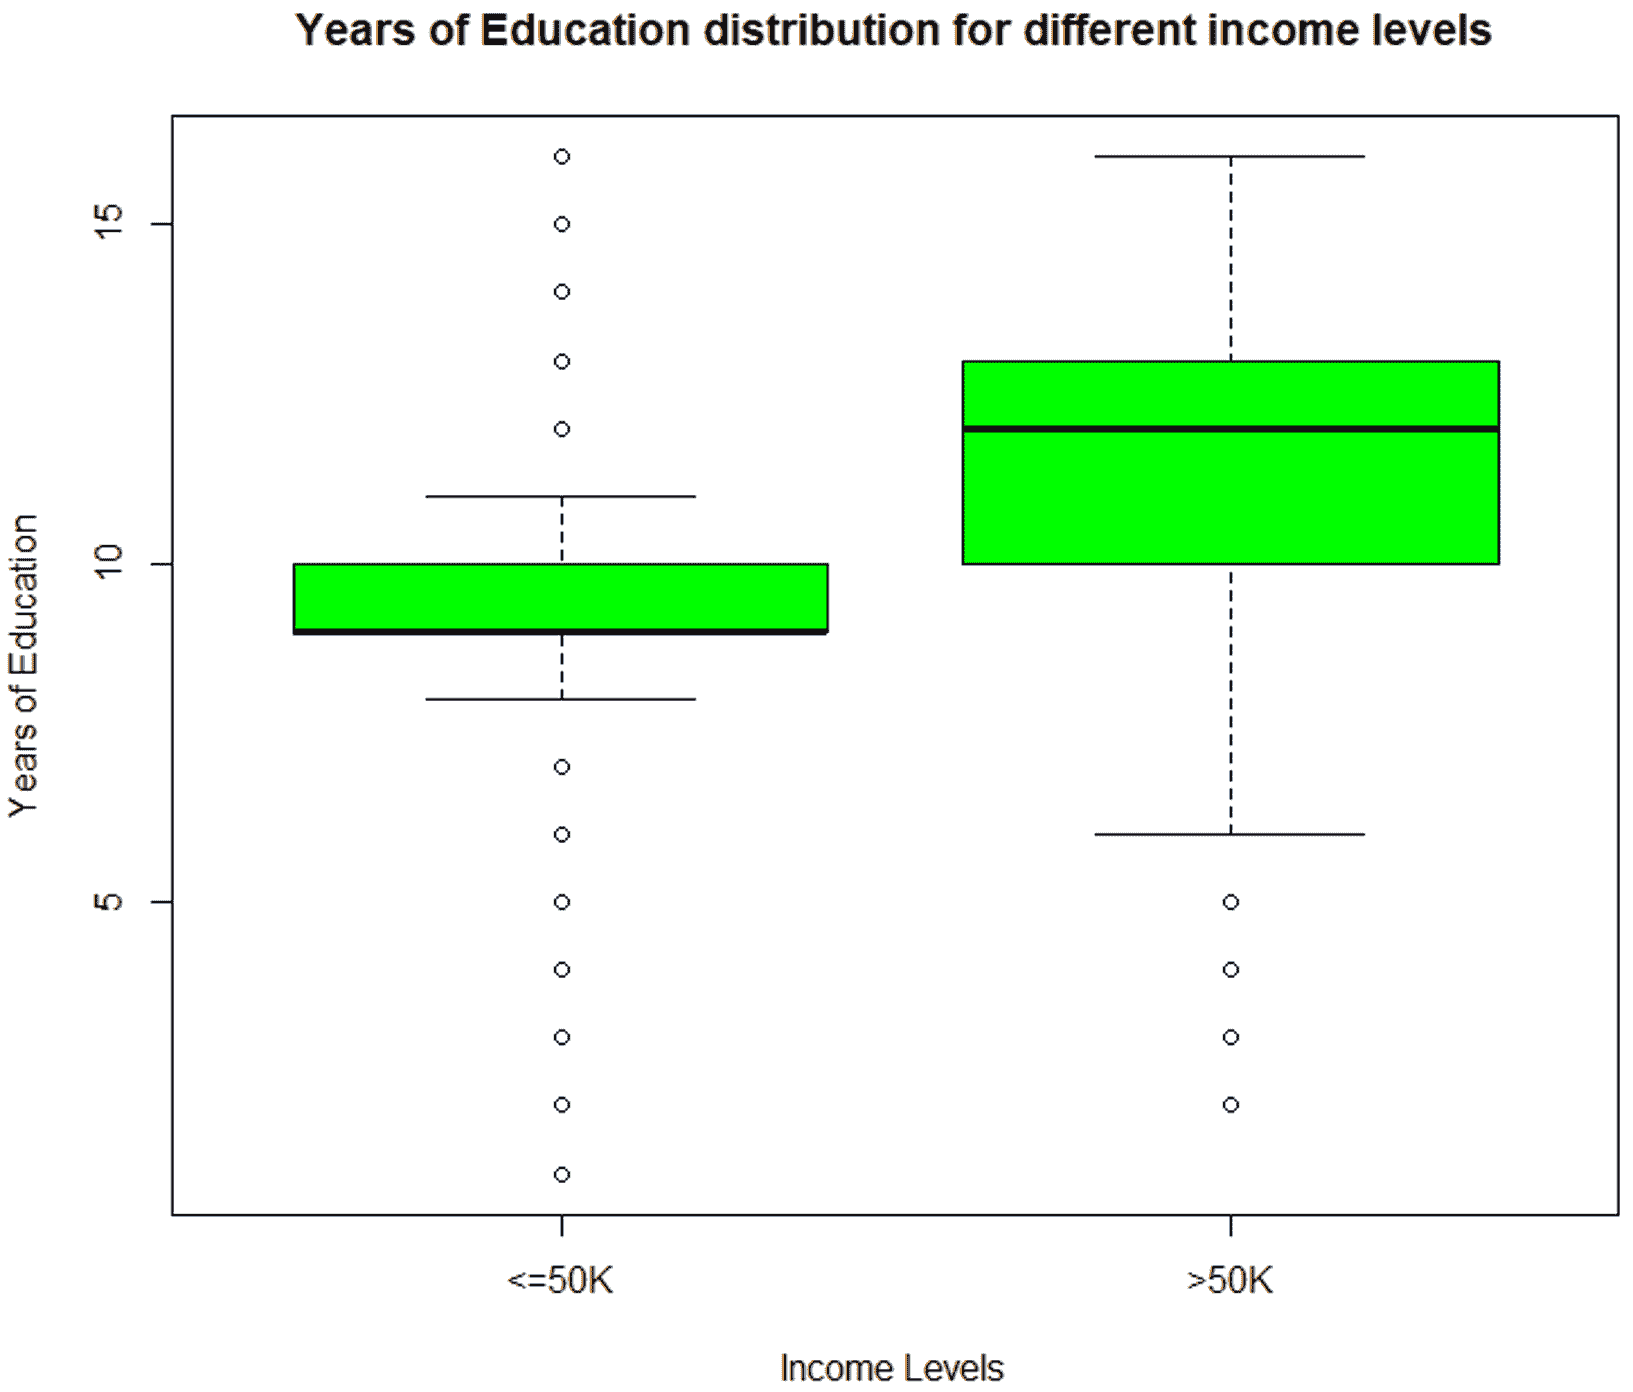 Years of Education distribution for different income levels
Years of Education
15
10
5
<=50K
>50K
Income Levels